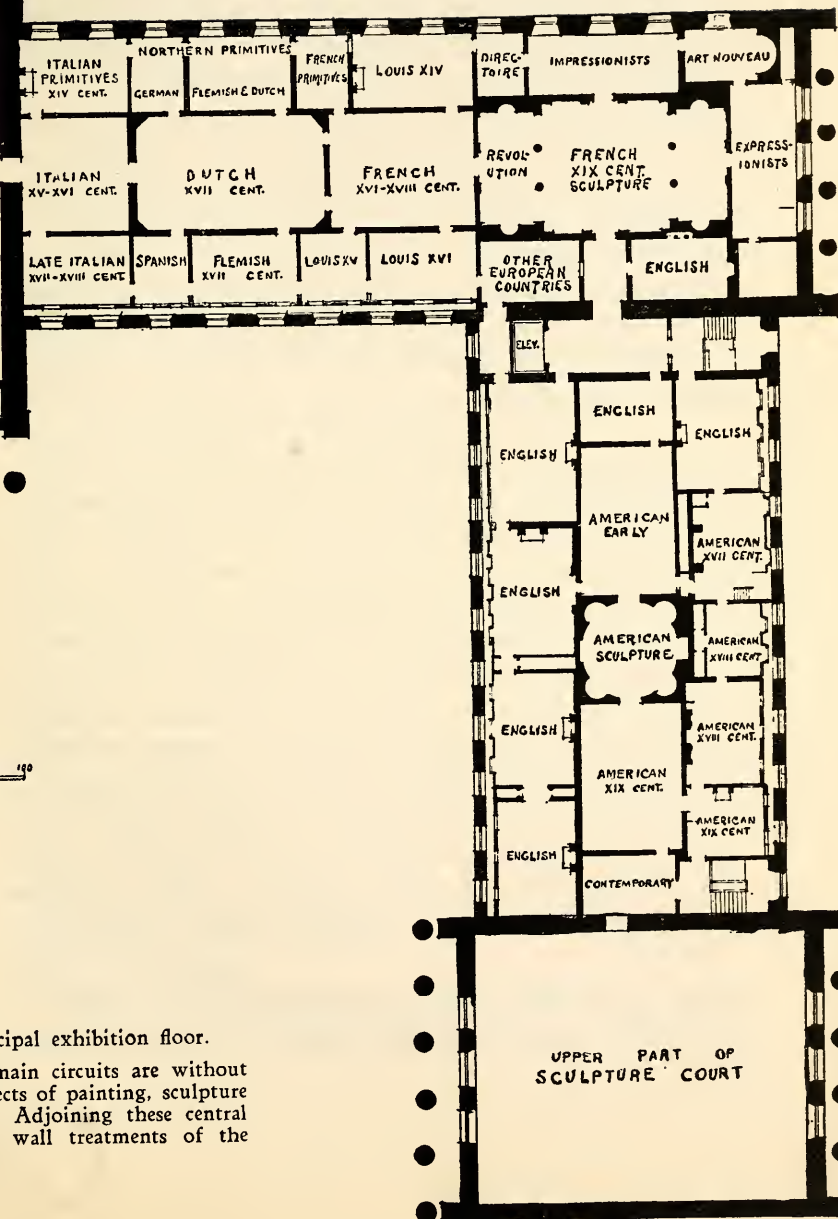 ITALIAN
PRIMITIVES
XIV CENT.
NORTHERN PRIMITIVES
GERMAN
FLEMISH & DUTCH
FRENCH
PRIMITIVES
LOUIS XIV
DIREC-
TOIRE
IMPRESSIONISTS
ART NOUVEAU
ITALIAN
XV-XVI CENT.
DUTCH
XVII CENT.
FRENCH
XVI-XVIII CENT.
REVOL-
UTION
FRENCH
XIX CENT.
SCULPTURE
EXPRESS-
IONISTS
LATE ITALIAN
XVII-XVIII CENT
SPANISH
FLEMISH
XVII CENT.
LOUIS XV
LOUIS XVI
OTHER
EUROPEAN
COUNTRIES
ENGLISH
ELEV.
ENGLISH
ENGLISH
ENGLISH
AMERICAN
EARLY
AMERICAN
XVII CENT.
ENGLISH
AMERICAN
SCULPTURE
AMERICAN
XVIII CENT
ENGLISH
AMERICAN
XVIII CENT.
AMERICAN
XIX CENT.
100
AMERICAN
XIX CENT
ENGLISH
CONTEMPORARY
UPPER PART OF
SCULPTURE COURT
cipal exhibition floor.
main circuits are without
ects of painting, sculpture
Adjoining these central
wall treatments of the